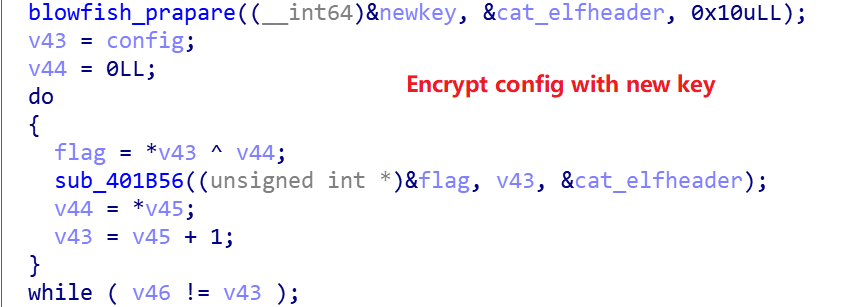 blowfish_prapare((__int64)&newkey, &cat_elfheader, 0x10uLL);
v43 = config;
v44 = 0LL;
do
Encrypt config with new key
{
flag = *v43 ^ v44;
sub_401B56((unsigned int *)&flag, v43, &cat_elfheader);
v44 = *v45;
v43 = v45 + 1;
}
while ( v46 != v43 );